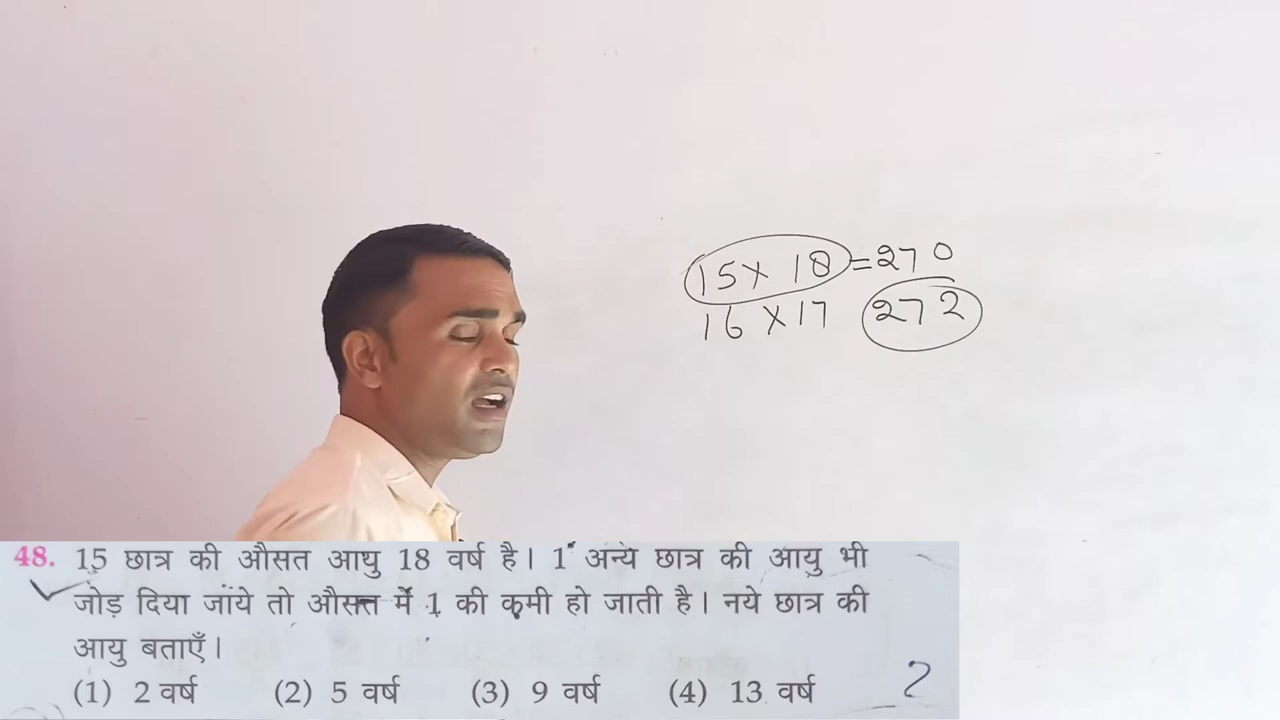 15 × 18 = 270
16 × 17 272
48. 15 छात्र की औसत आयु 18 वर्ष है। 1 अन्य छात्र की आयु भी
जोड़ दिया जाये तो औसत में 1 की कमी हो जाती है। नये छात्र की
आयु बताएँ।
(1) 2 वर्ष (2) 5 वर्ष (3) 9 वर्ष (4) 13 वर्ष
2